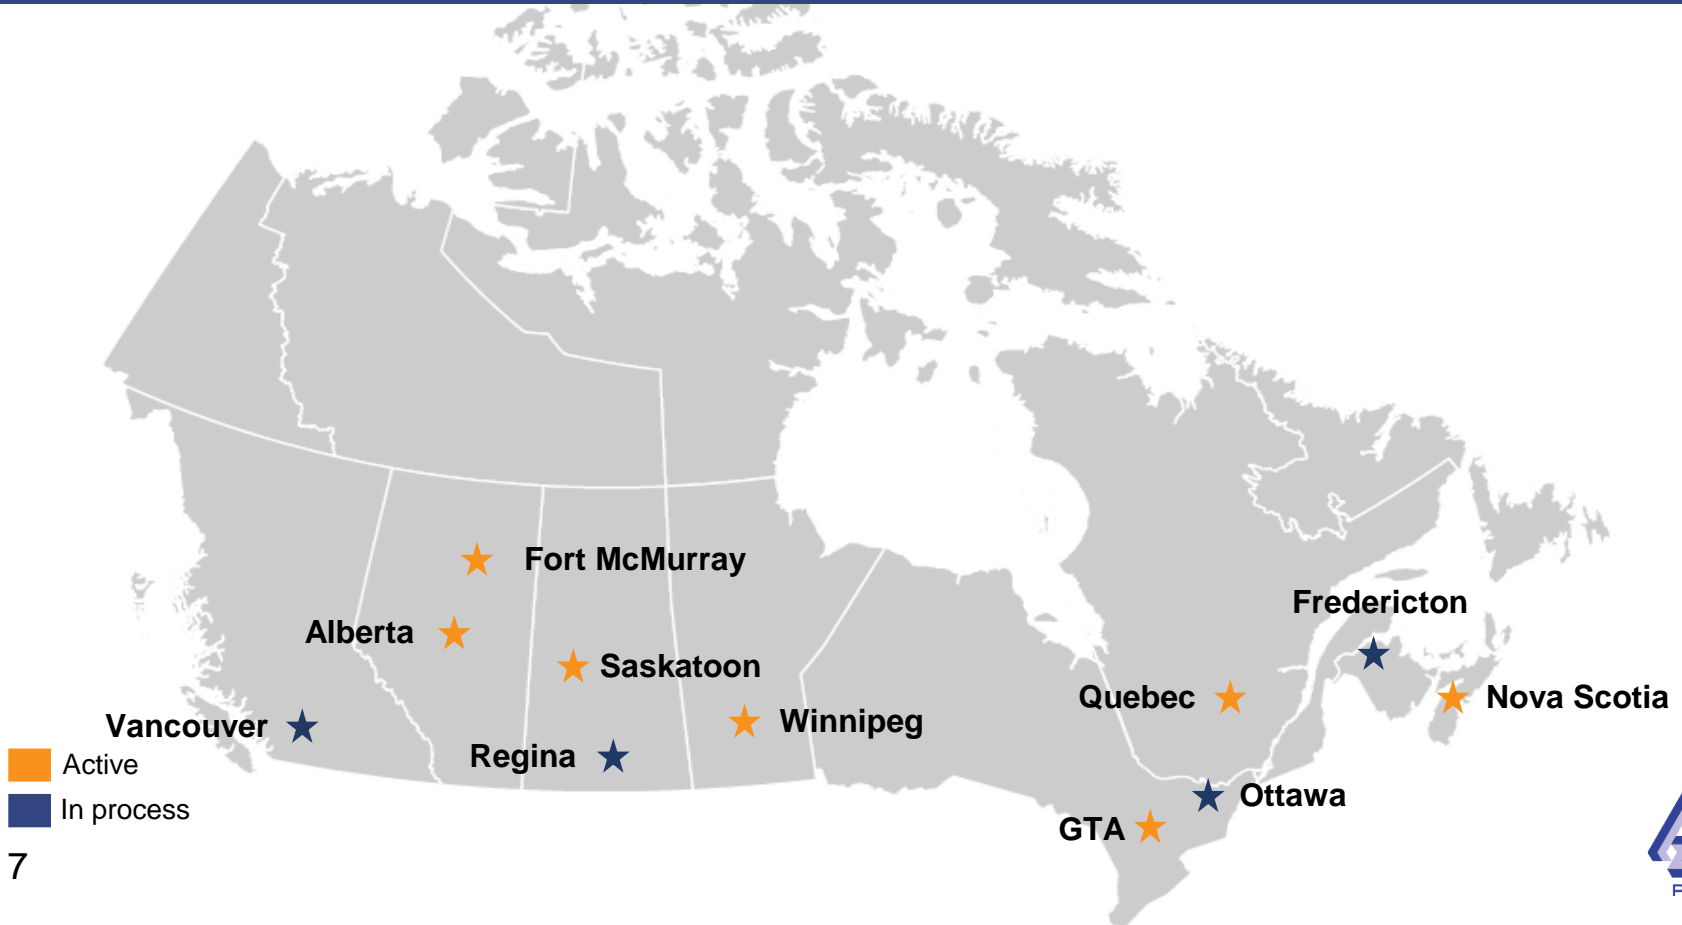 Fort McMurray
Fredericton
Alberta
Saskatoon
Quebec
Nova Scotia
Vancouver
Winnipeg
Regina
Active
Ottawa
In process
GTA
7